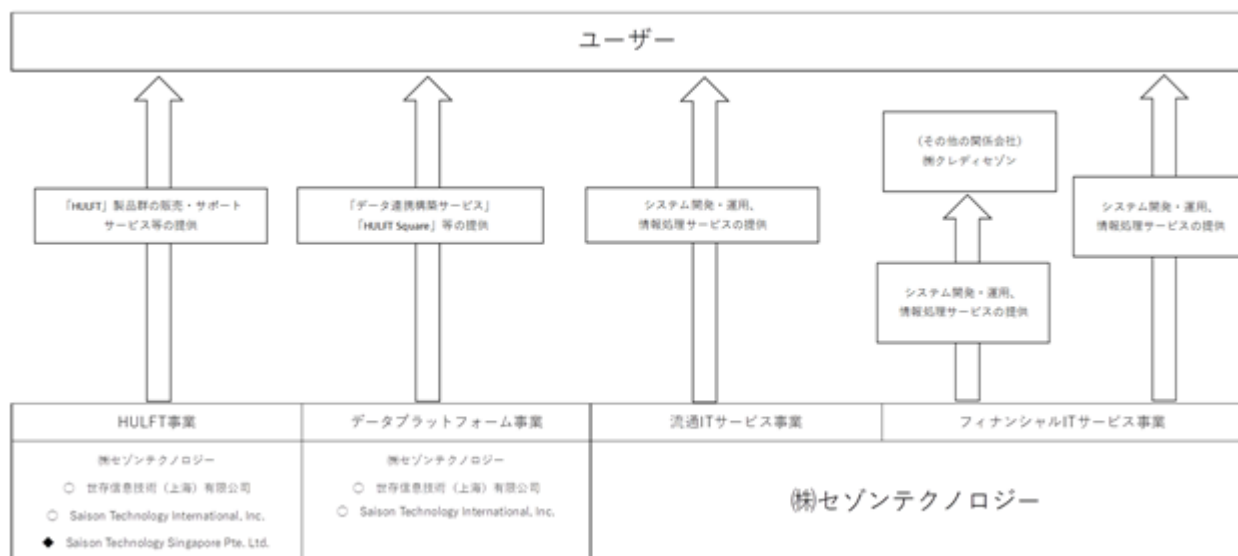 ユーザー
(その他の関係会社)
㈱クレディセゾン
「HULFT」製品群の販売・サポート
サービス等の提供
「データ連携構築サービス」
「HULFT Square」等の提供
システム開発・運用、
情報処理サービスの提供
システム開発・運用、
情報処理サービスの提供
システム開発・運用、
情報処理サービスの提供
HULFT事業
データプラットフォーム事業
流通ITサービス事業
フィナンシャルITサービス事業
㈱セゾンテクノロジー
○ 世存信息技術（上海）有限公司
○ Saison Technology International, Inc.
◆ Saison Technology Singapore Pte. Ltd.
㈱セゾンテクノロジー
○ 世存信息技術（上海）有限公司
○ Saison Technology International, Inc.
㈱セゾンテクノロジー